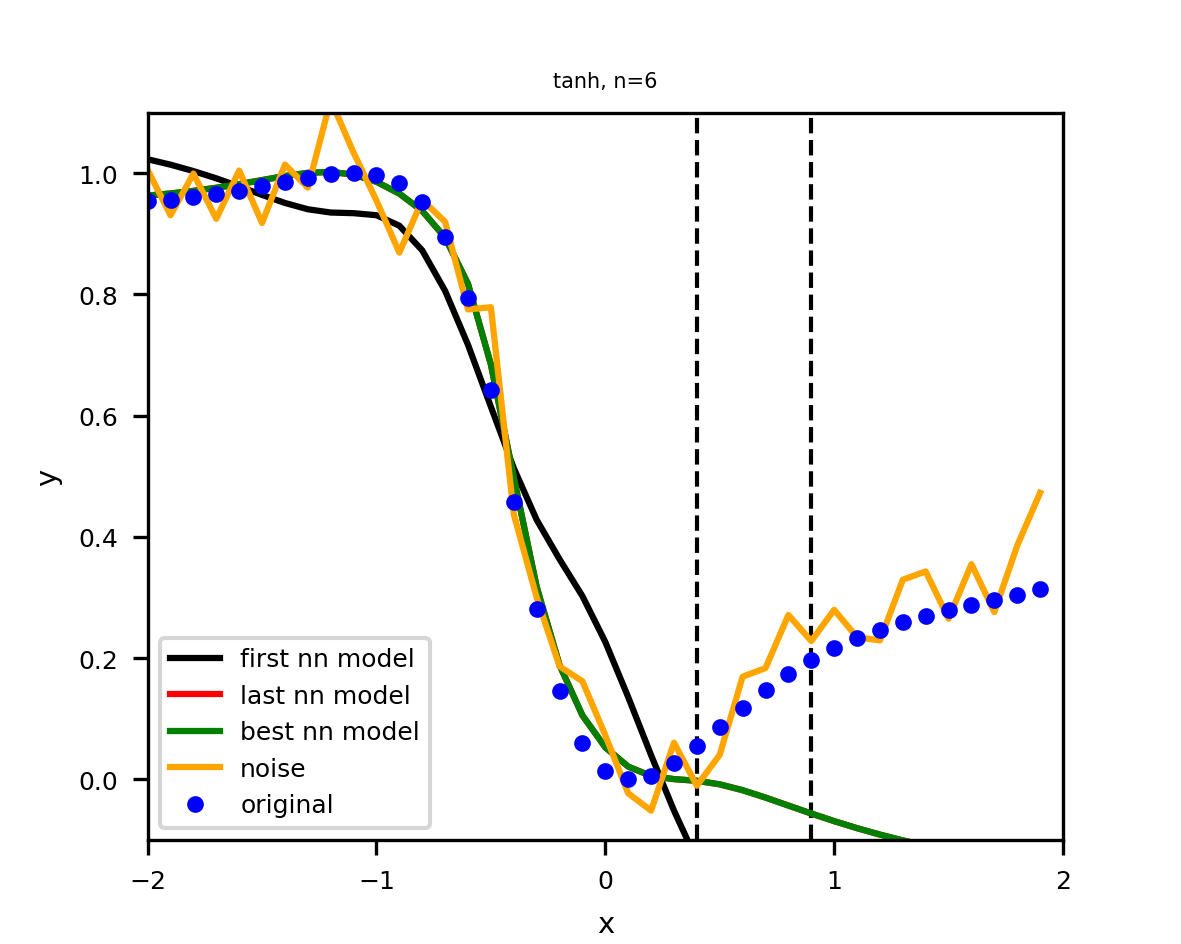 tanh, n=6
1.0
0.8
0.6
0.4
0.2
0.0
y
first nn model
last nn model
best nn model
noise
original
−2
−1
0
1
2
x